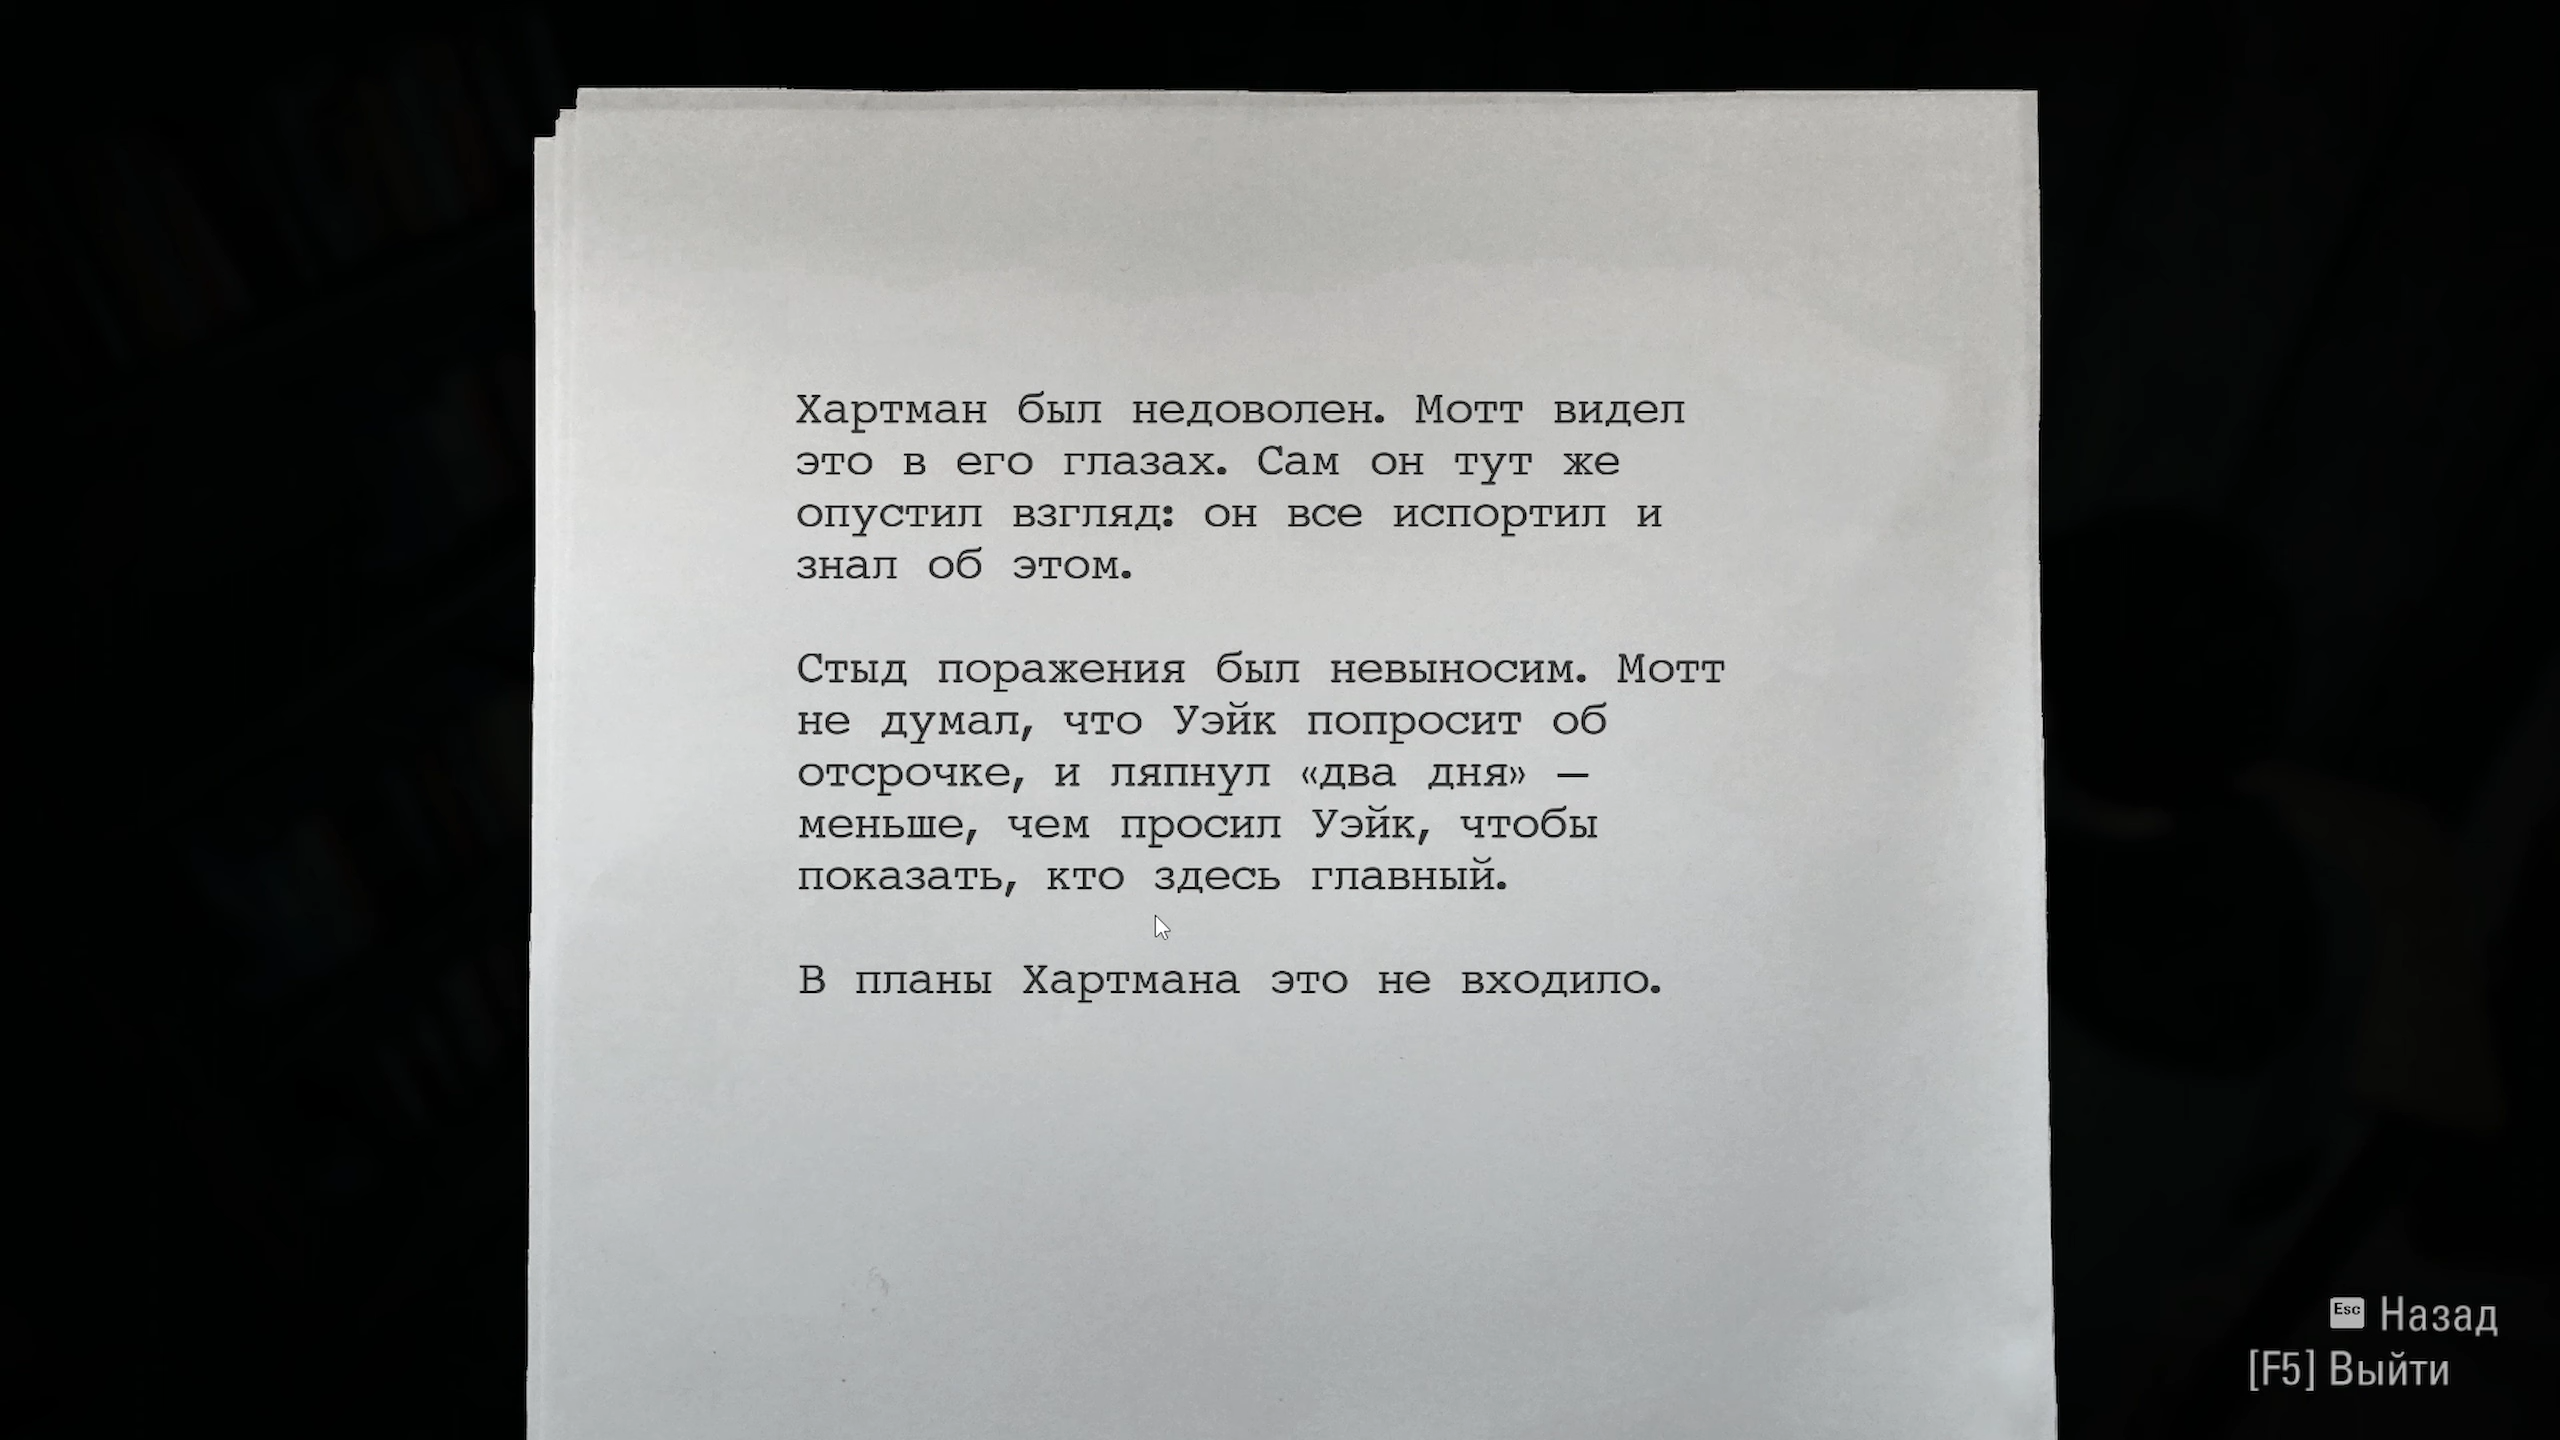 Хартман был недоволен. Мотт видел
это в его глазах. Сам он тут же
опустил взгляд: он все испортил и
знал об этом.
Стыд поражения был невыносим. Мотт
не думал, что Уэйк попросит об
отсрочке, и ляпнул «два дня» —
меньше, чем просил Уэйк, чтобы
показать, кто здесь главный.
В планы Хартмана это не входило.
Esc Назад
[F5] Выйти